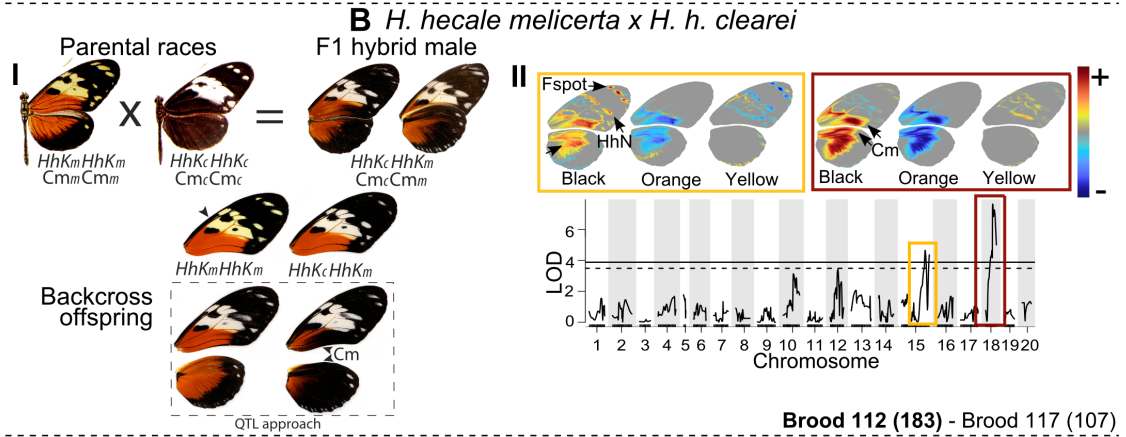 B H. hecale melicerta x H. h. clearei
Parental races
F1 hybrid male
I
X
=
HhKmHhKm
CmmCmm
HhKcHhKc
CmcCmc
HhKcHhKm
CmcCmm
HhKmHhKm
HhKcHhKm
Backcross
offspring
Cm
QTL approach
II
Fspot
HhN
Black
Orange
Yellow
Cm
Black
Orange
Yellow
+
-
LOD
6
4
2
0
1 2 3 4 5 6 7 8 9 10 11 12 13 14 15 16 17 18 19 20
Chromosome
Brood 112 (183) - Brood 117 (107)